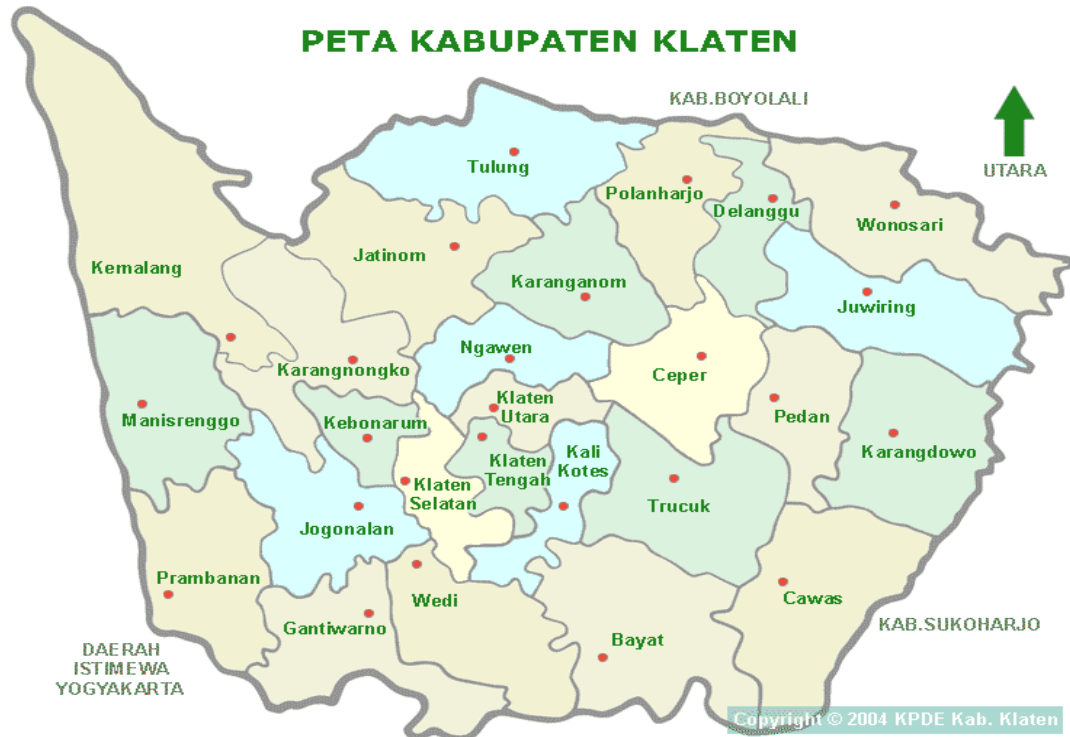 PETA KABUPATEN KLATEN
KAB.BOYOLALI
UTARA
Tulung
Polanharjo
Delanggu
Wonosari
Jatinom
Kemalang
Karanganom
Juwiring
Ngawen
Karangnongko
Ceper
Klaten
Utara
Manisrenggo
Kebonarum
Pedan
Karangdowo
Klaten
Tengah
Kali
Kotes
Klaten
Selatan
Trucuk
Jogonalan
Prambanan
Wedi
Cawas
Gantiwarno
Bayat
KAB.SUKOHARJO
DAERAH
ISTIMEWA
YOGYAKARTA
Copyright © 2004 KPDE Kab. Klaten